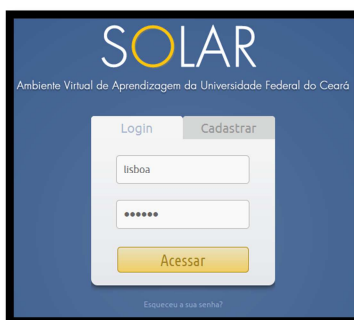 SOLAR
Ambiente Virtual de Aprendizagem da Universidade Federal do Ceará
Login Cadastrar
lisboa
••••••
Acessar
Esqueceu a sua senha?